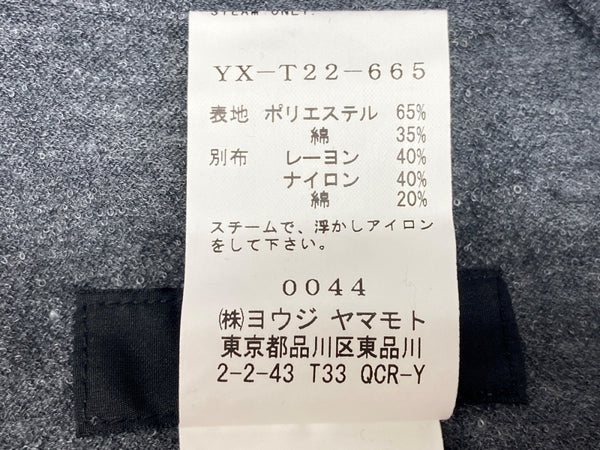 STEAM ONLY.
YX-T22-665
表地 ポリエステル 65%
綿 35%
別布 レーヨン 40%
ナイロン 40%
綿 20%
スチームで、浮かしアイロン
をして下さい。
0044
㈱ヨウジ ヤマモト
東京都品川区東品川
2-2-43 T33 QCR-Y